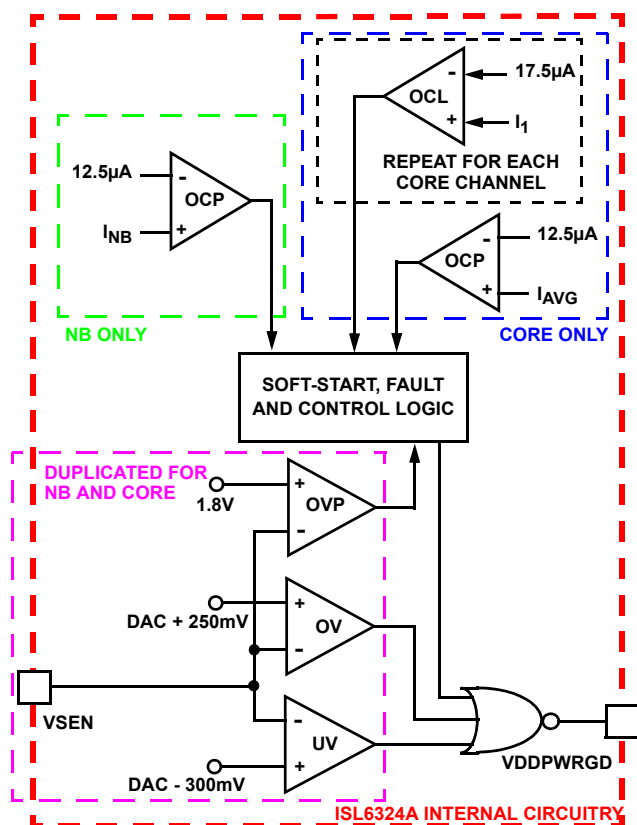 -
17.5µA
OCL
+
I1
REPEAT FOR EACH
CORE CHANNEL
12.5µA
-
OCP
INB
+
-
12.5µA
OCP
+
IAVG
NB ONLY
CORE ONLY
SOFT-START, FAULT
AND CONTROL LOGIC
DUPLICATED FOR
NB AND CORE
1.8V
+
OVP
-
DAC + 250mV
+
OV
-
VSEN
-
UV
+
DAC - 300mV
VDDPWRGD
ISL6324A INTERNAL CIRCUITRY